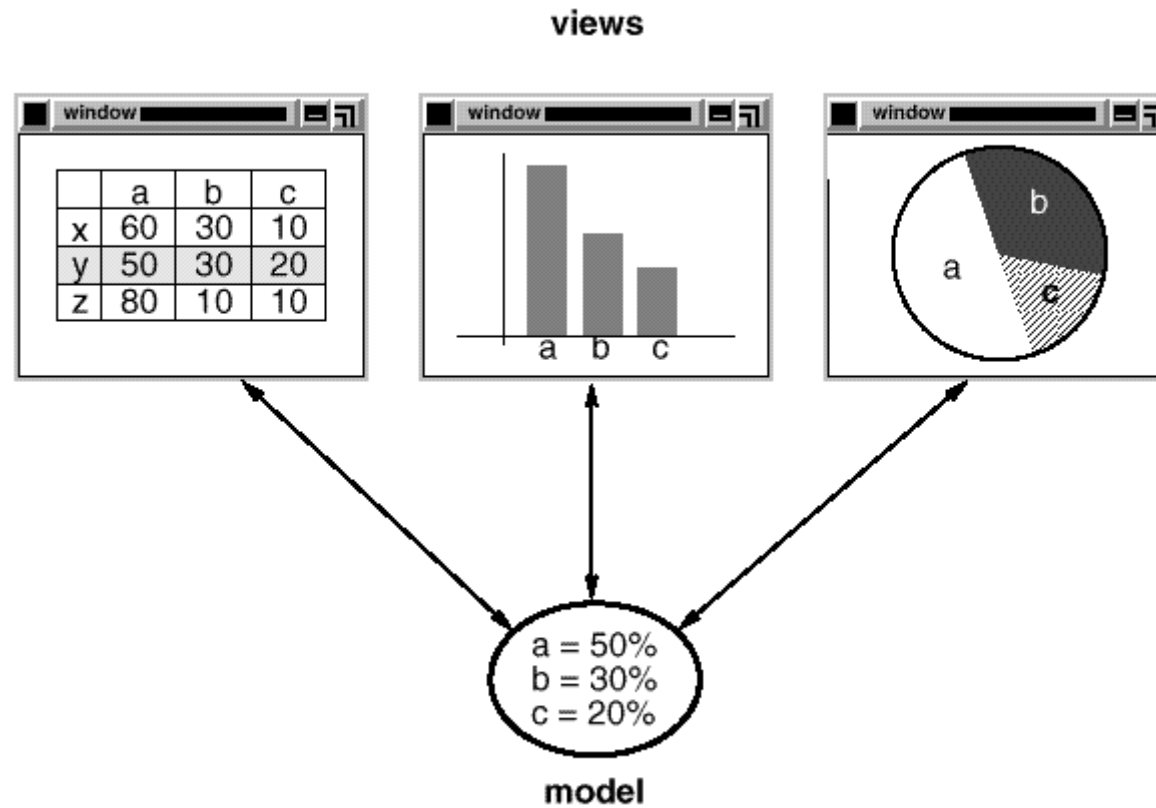 views
window
a b c
x 60 30 10
y 50 30 20
z 80 10 10
window
a b c
window
b
a
c
a = 50%
b = 30%
c = 20%
model